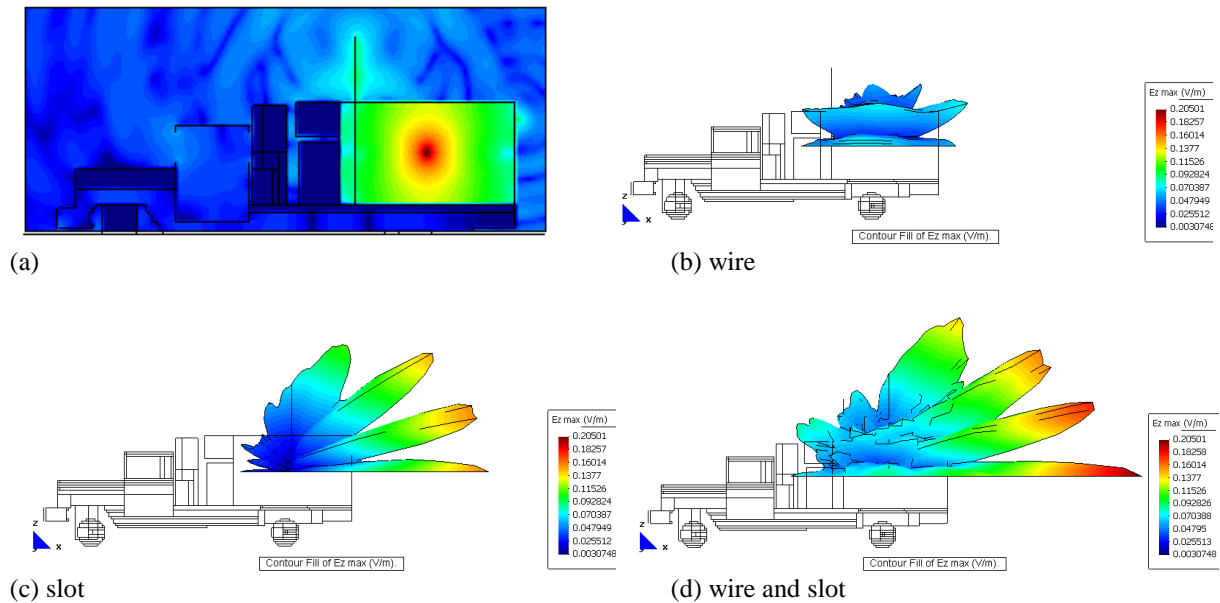 Ez max (V/m)
0.20501
0.18257
0.16014
0.1377
0.11526
0.092824
0.070387
0.047949
0.025512
0.0030748
z
x
Contour Fill of Ez max (V/m).
(a)
(b) wire
Ez max (V/m)
0.20501
0.18257
0.16014
0.1377
0.11526
0.092824
0.070387
0.047949
0.025512
0.0030748
z
x
Contour Fill of Ez max (V/m).
(c) slot
Ez max (V/m)
0.20501
0.18258
0.16014
0.1377
0.11526
0.092826
0.070388
0.04795
0.025513
0.0030748
z
x
Contour Fill of Ez max (V/m).
(d) wire and slot